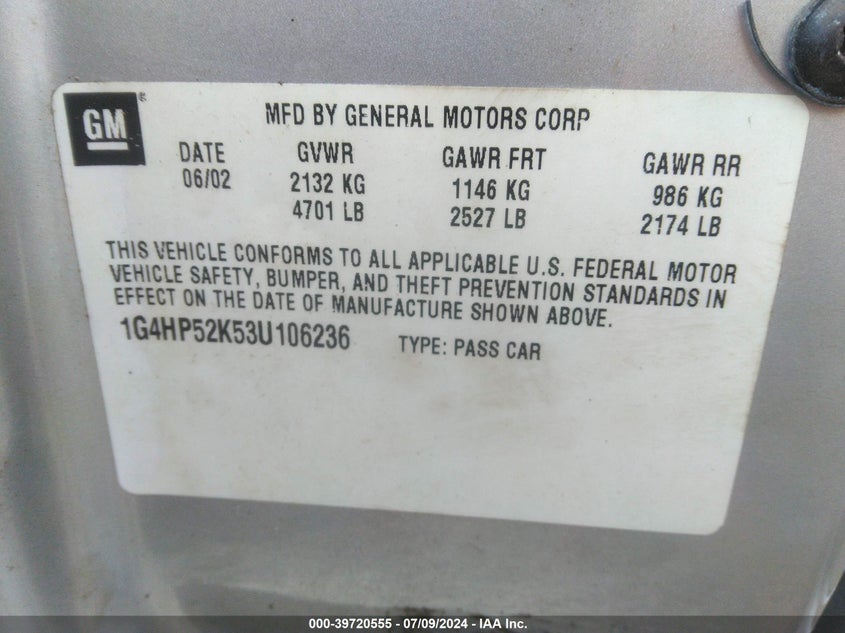 GM®
MFD BY GENERAL MOTORS CORP
DATE GVWR GAWR FRT GAWR RR
06/02 2132 KG 1146 KG 986 KG
4701 LB 2527 LB 2174 LB
THIS VEHICLE CONFORMS TO ALL APPLICABLE U.S. FEDERAL MOTOR
VEHICLE SAFETY, BUMPER, AND THEFT PREVENTION STANDARDS IN
EFFECT ON THE DATE OF MANUFACTURE SHOWN ABOVE.
1G4HP52K53U106236 TYPE: PASS CAR
000-39720555 - 07/09/2024 - IAA Inc.